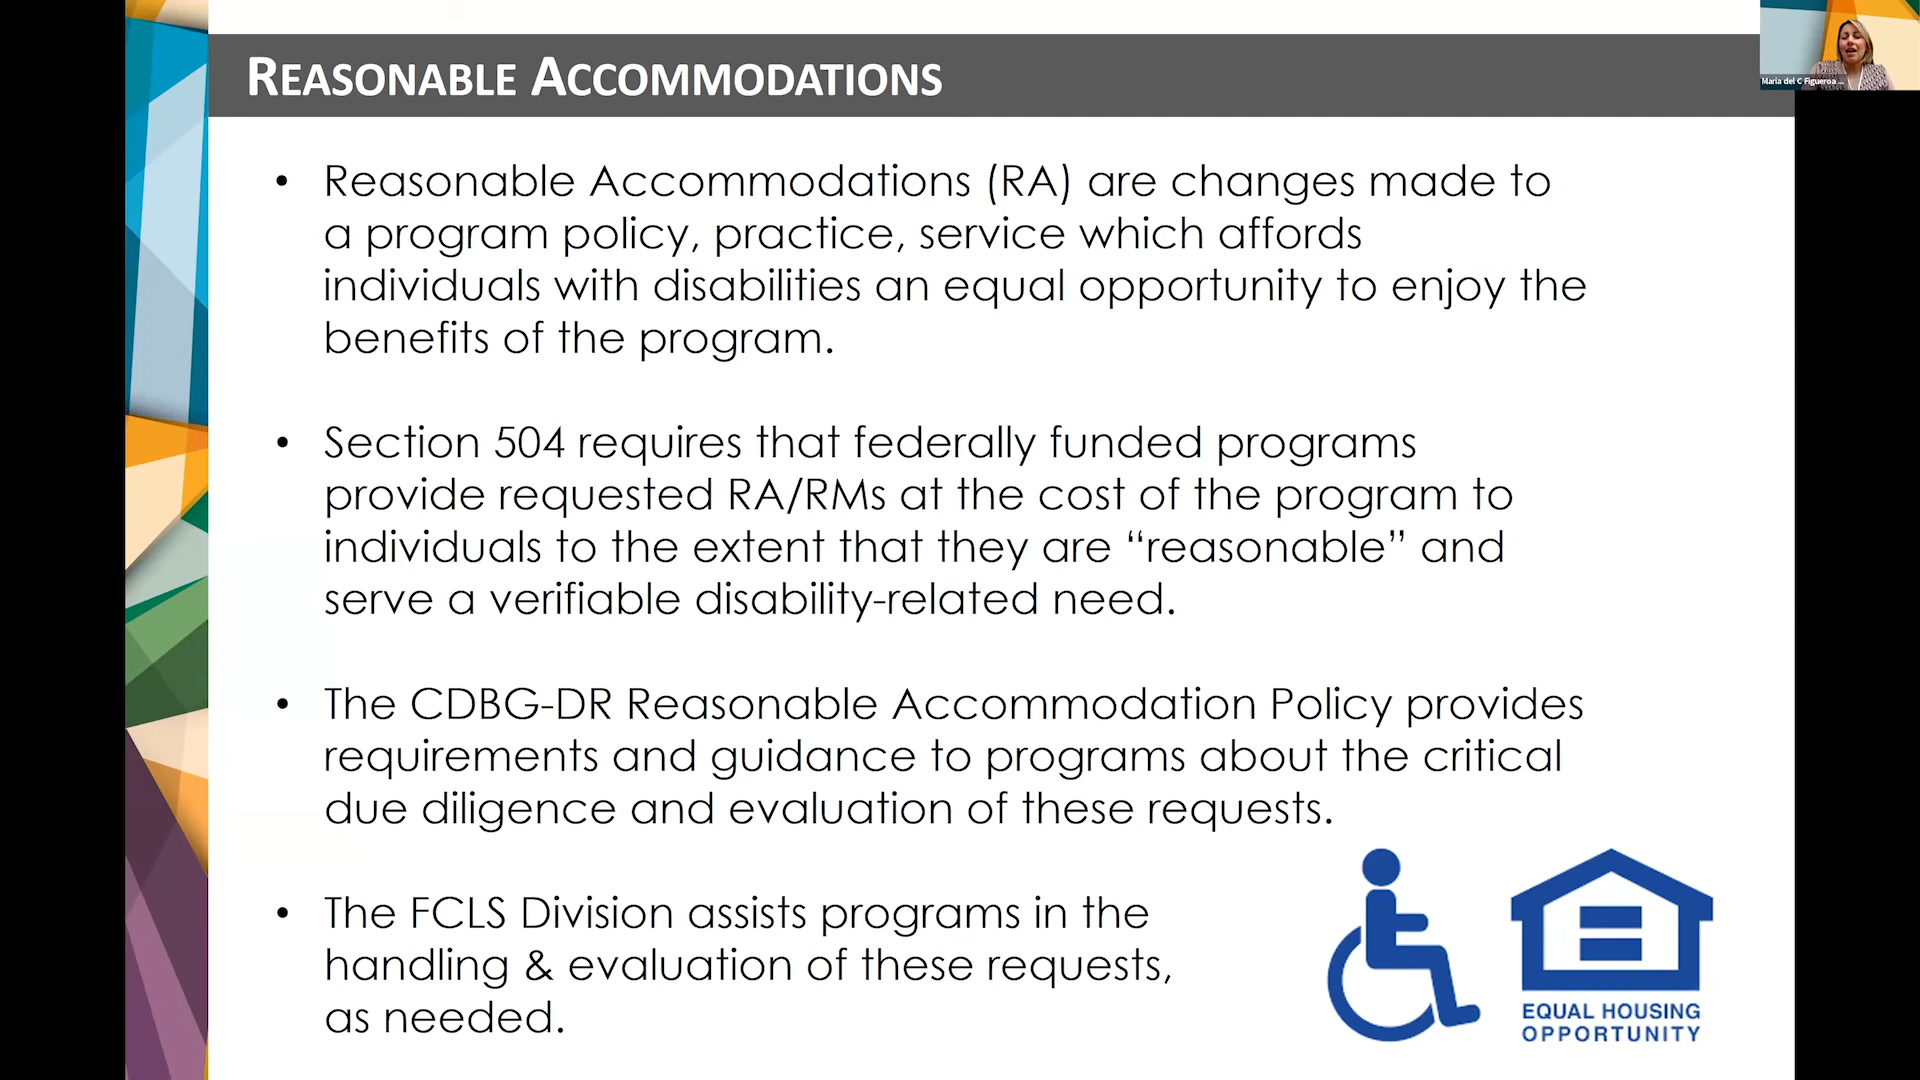 REASONABLE ACCOMMODATIONS
Maria del C Figueroa ...
• Reasonable Accommodations (RA) are changes made to
a program policy, practice, service which affords
individuals with disabilities an equal opportunity to enjoy the
benefits of the program.
• Section 504 requires that federally funded programs
provide requested RA/RMs at the cost of the program to
individuals to the extent that they are “reasonable” and
serve a verifiable disability-related need.
• The CDBG-DR Reasonable Accommodation Policy provides
requirements and guidance to programs about the critical
due diligence and evaluation of these requests.
• The FCLS Division assists programs in the
handling & evaluation of these requests,
as needed.
EQUAL HOUSING
OPPORTUNITY